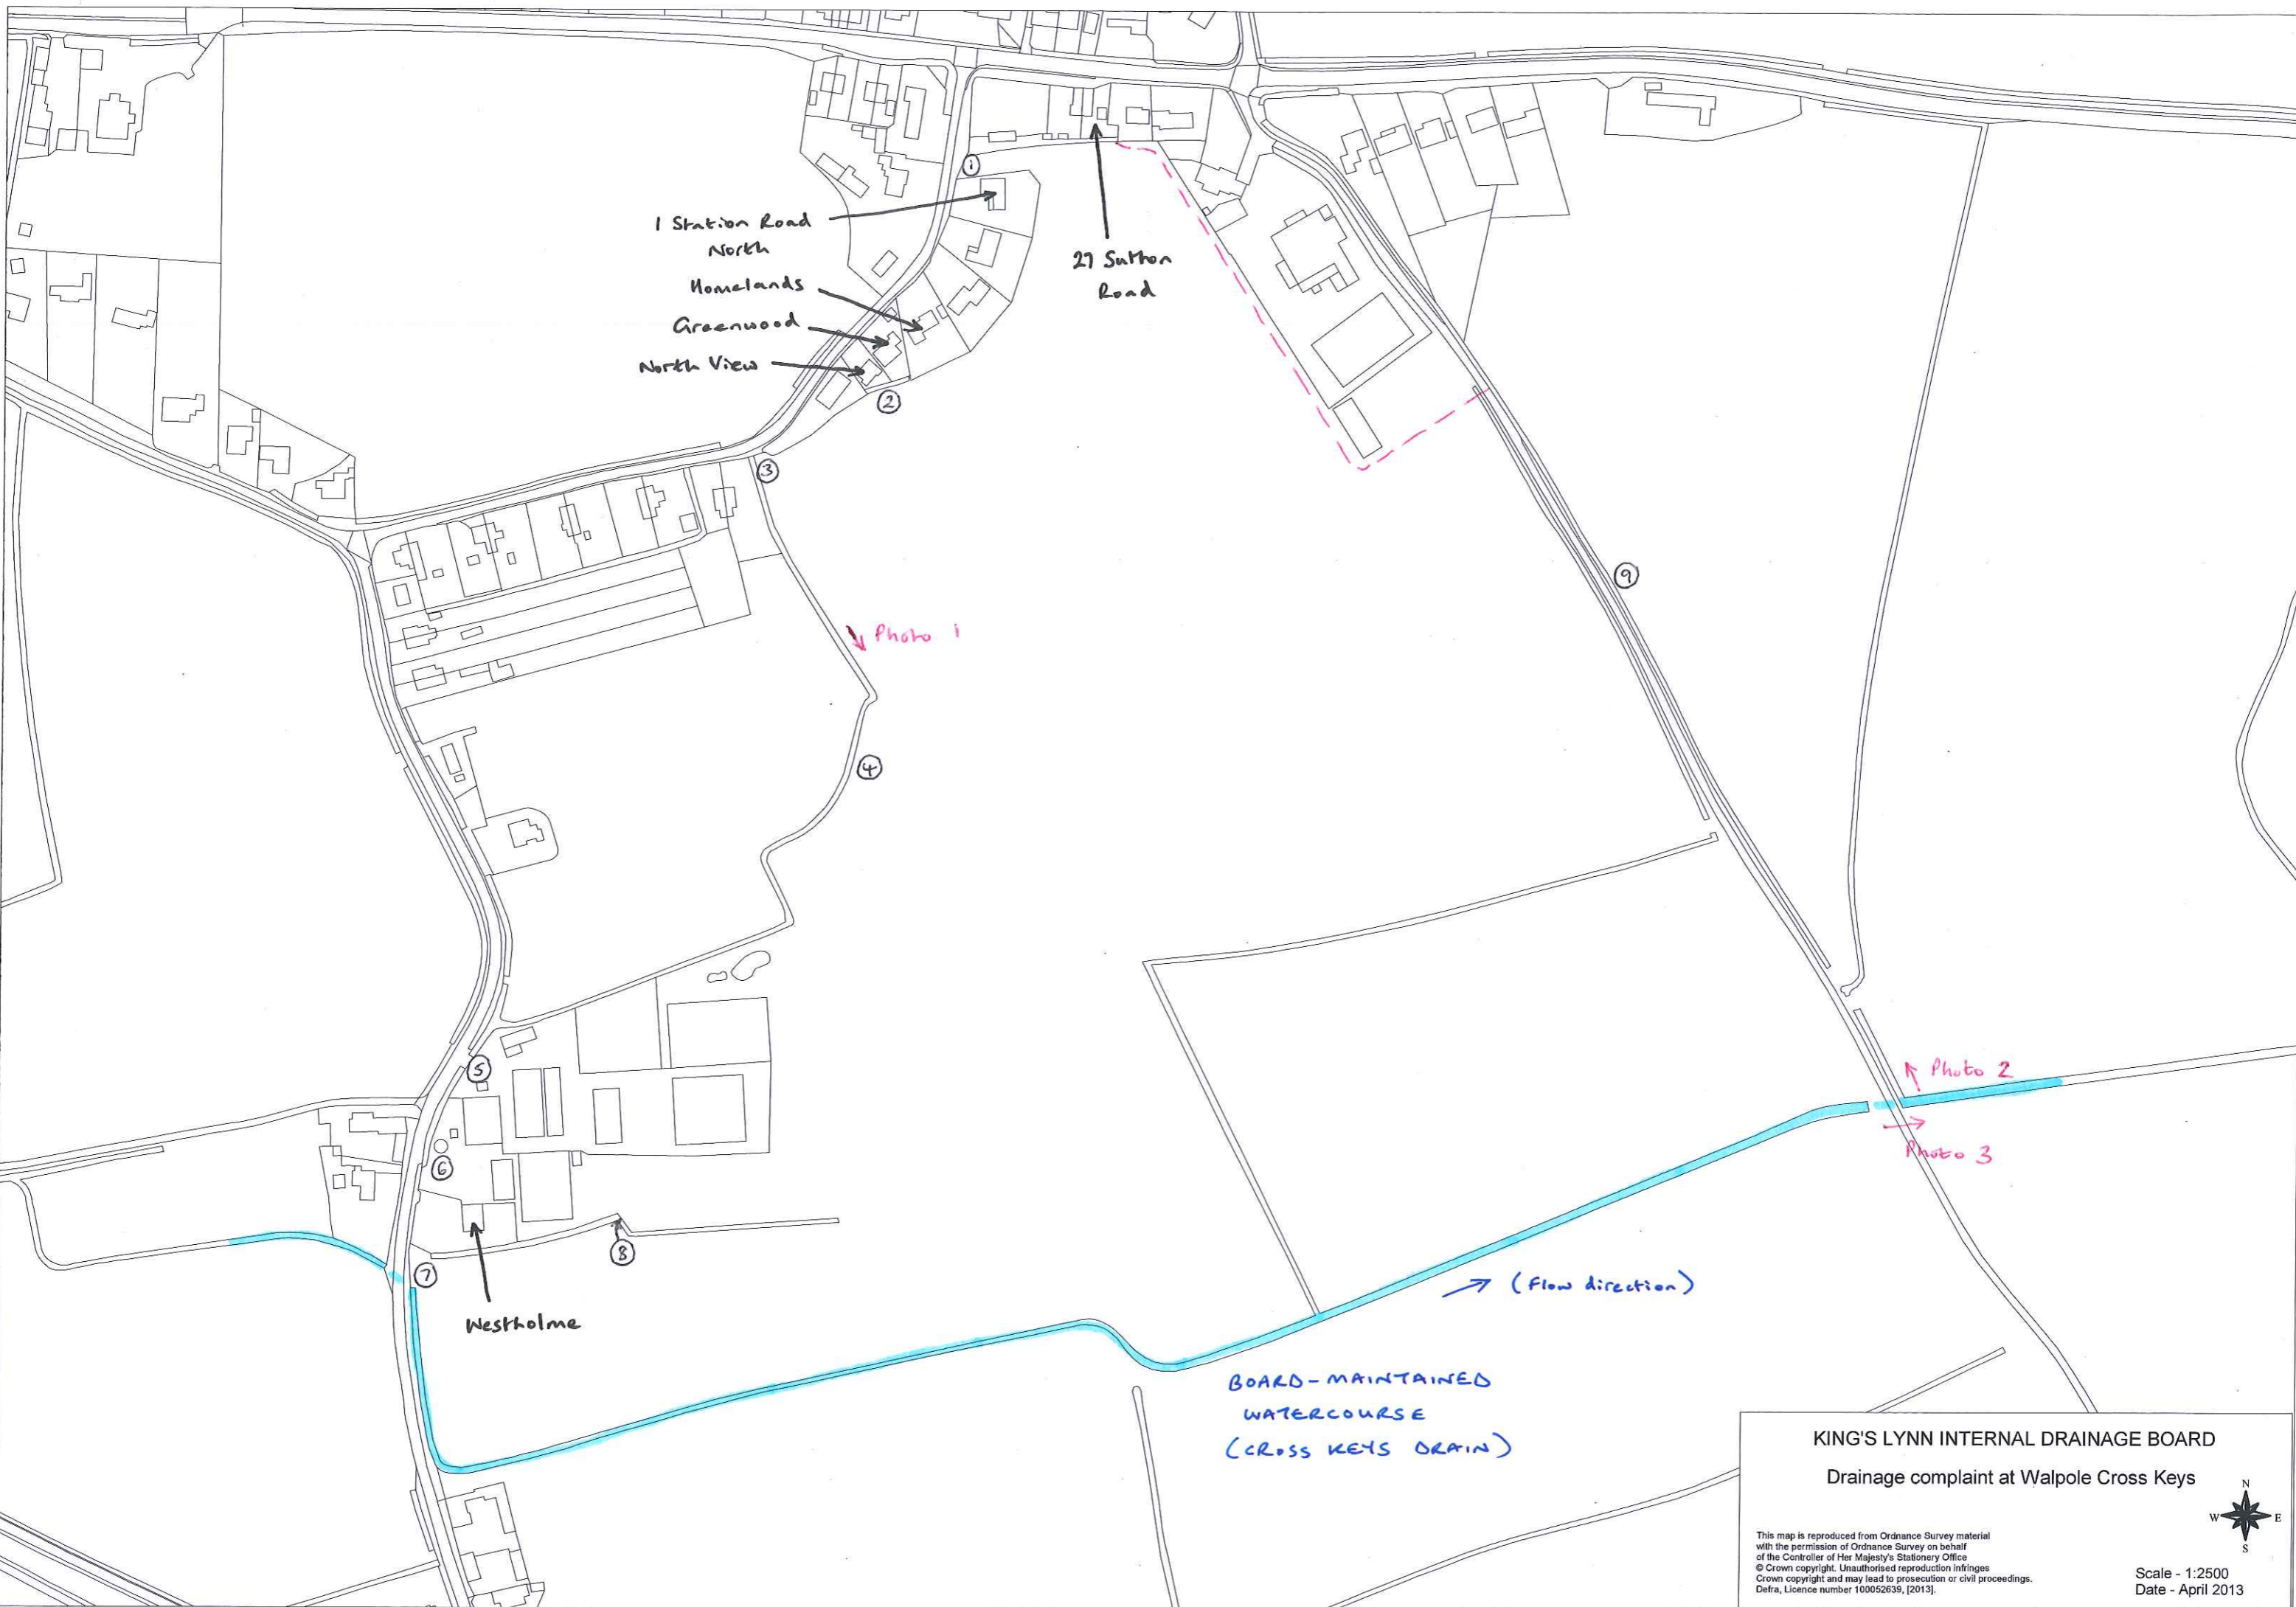 ①
1 Station Road
North
27 Sutton
Road
Homelands
Greenwood
North View
②
③
⑨
Photo 1
④
⑤
Photo 2
Photo 3
⑥
⑧
⑦
Westholme
(Flow direction)
BOARD-MAINTAINED
WATERCOURSE
(CROSS KEYS DRAIN)
KING'S LYNN INTERNAL DRAINAGE BOARD
Drainage complaint at Walpole Cross Keys
N
W E
S
This map is reproduced from Ordnance Survey material
with the permission of Ordnance Survey on behalf
of the Controller of Her Majesty's Stationery Office
© Crown copyright. Unauthorised reproduction infringes
Crown copyright and may lead to prosecution or civil proceedings.
Defra, Licence number 100052639, [2013].
Scale - 1:2500
Date - April 2013